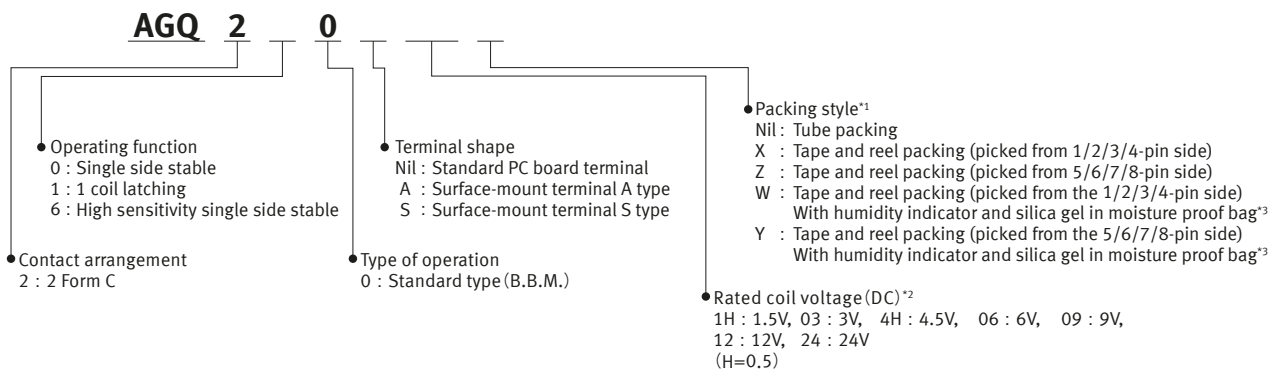 AGQ 2 0
Packing style*1
Nil : Tube packing
X : Tape and reel packing (picked from 1/2/3/4-pin side)
Z : Tape and reel packing (picked from 5/6/7/8-pin side)
W : Tape and reel packing (picked from the 1/2/3/4-pin side)
With humidity indicator and silica gel in moisture proof bag*3
Y : Tape and reel packing (picked from the 5/6/7/8-pin side)
With humidity indicator and silica gel in moisture proof bag*3
Operating function
0 : Single side stable
1 : 1 coil latching
6 : High sensitivity single side stable
Terminal shape
Nil : Standard PC board terminal
A : Surface-mount terminal A type
S : Surface-mount terminal S type
Contact arrangement
2 : 2 Form C
Type of operation
0 : Standard type (B.B.M.)
Rated coil voltage (DC)*2
1H : 1.5V, 03 : 3V, 4H : 4.5V, 06 : 6V, 09 : 9V,
12 : 12V, 24 : 24V
(H=0.5)